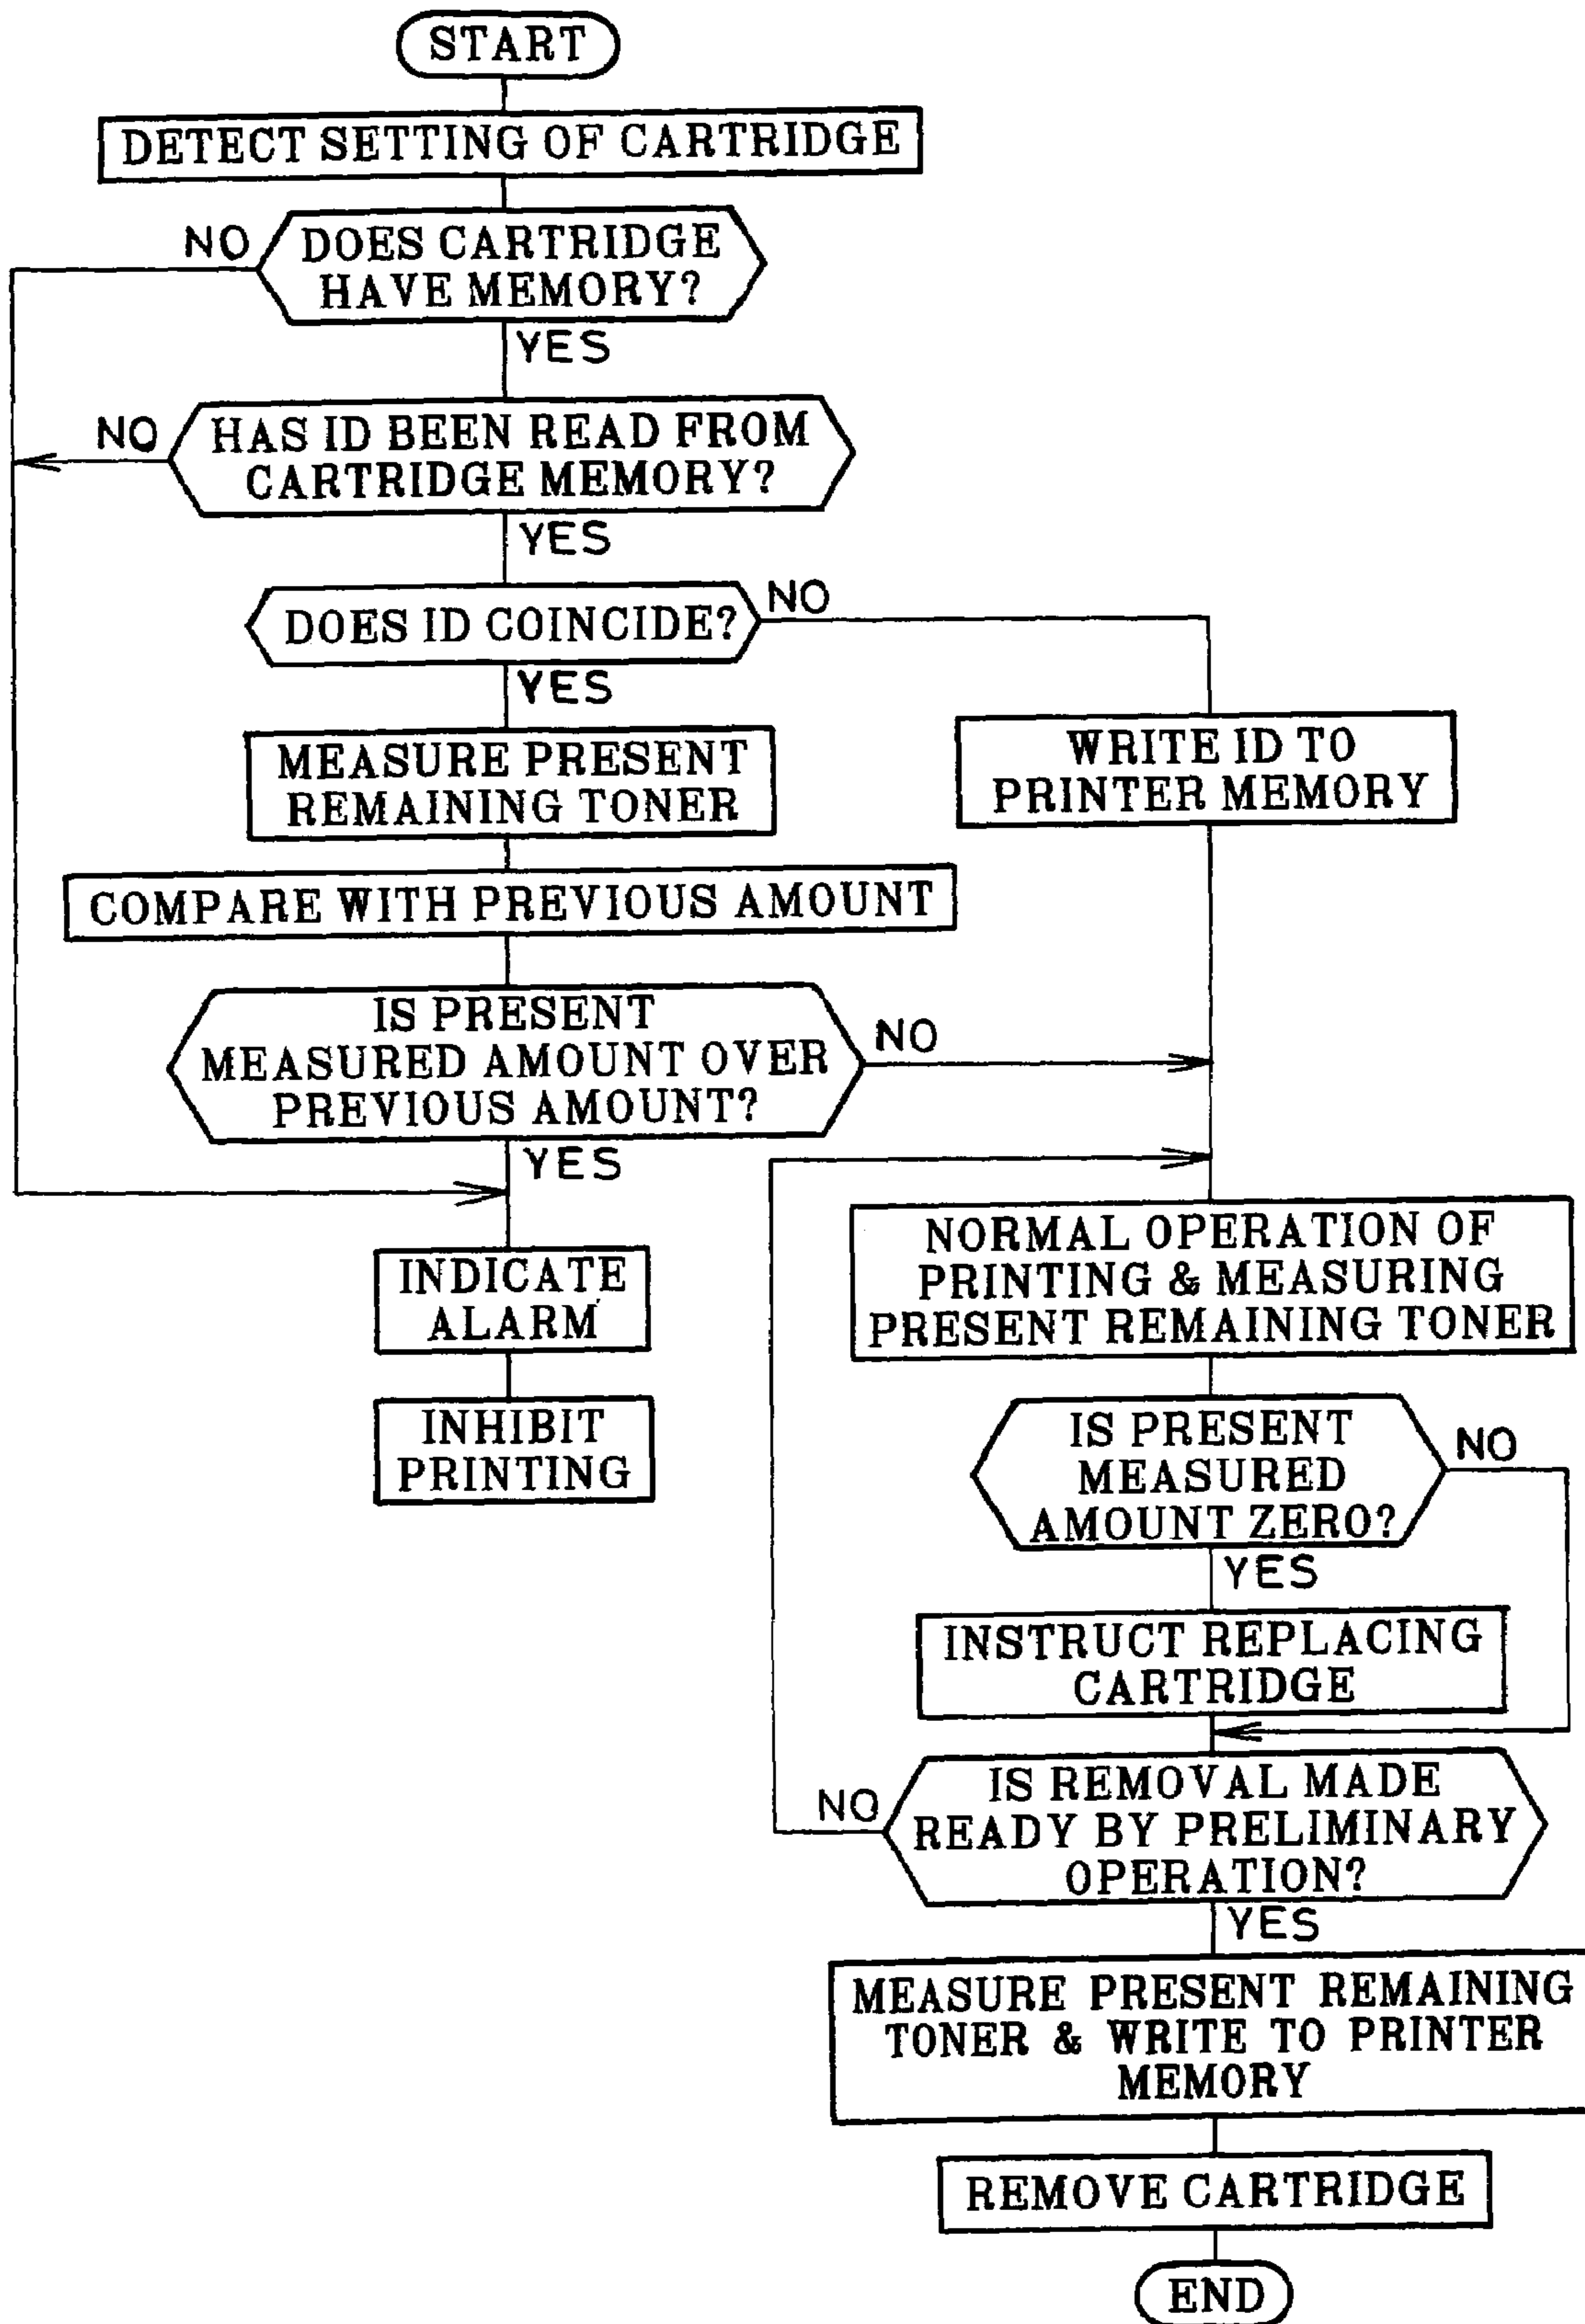 START
DETECT SETTING OF CARTRIDGE
NO
DOES CARTRIDGE
HAVE MEMORY?
YES
NO
HAS ID BEEN READ FROM
CARTRIDGE MEMORY?
YES
DOES ID COINCIDE?
NO
YES
MEASURE PRESENT
REMAINING TONER
WRITE ID TO
PRINTER MEMORY
COMPARE WITH PREVIOUS AMOUNT
IS PRESENT
MEASURED AMOUNT OVER
PREVIOUS AMOUNT?
NO
YES
INDICATE
ALARM
INHIBIT
PRINTING
NORMAL OPERATION OF
PRINTING & MEASURING
PRESENT REMAINING TONER
IS PRESENT
MEASURED
AMOUNT ZERO?
NO
YES
INSTRUCT REPLACING
CARTRIDGE
NO
IS REMOVAL MADE
READY BY PRELIMINARY
OPERATION?
YES
MEASURE PRESENT REMAINING
TONER & WRITE TO PRINTER
MEMORY
REMOVE CARTRIDGE
END